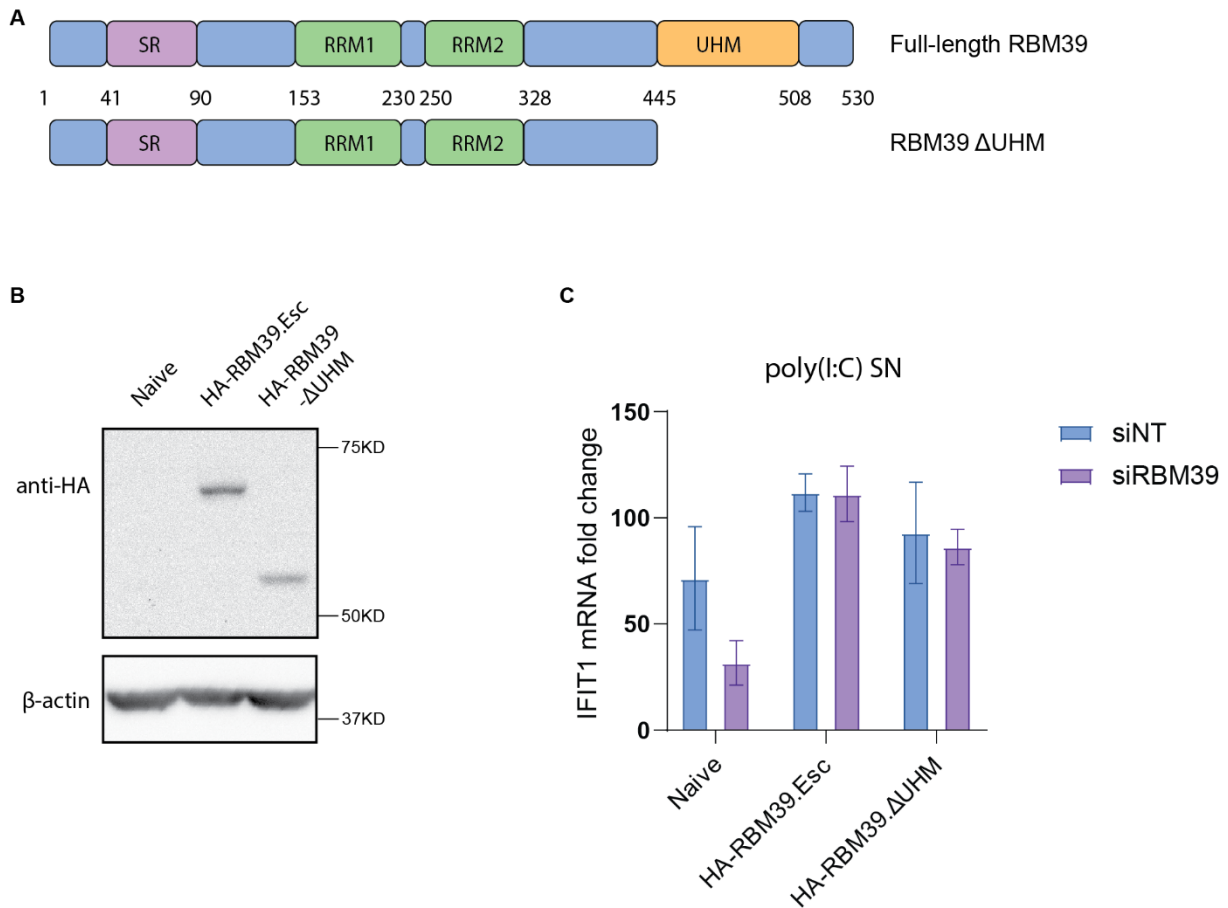 A
SR
RRM1
RRM2
UHM
Full-length RBM39
1 41 90 153 230 250 328 445 508 530
SR
RRM1
RRM2
RBM39 ΔUHM
B
Naive
HA-RBM39.Esc
HA-RBM39
-ΔUHM
anti-HA
75KD
50KD
β-actin
37KD
C
poly(I:C) SN
IFIT1 mRNA fold change
150
100
50
0
Naive
HA-RBM39.Esc
HA-RBM39.ΔUHM
siNT
siRBM39